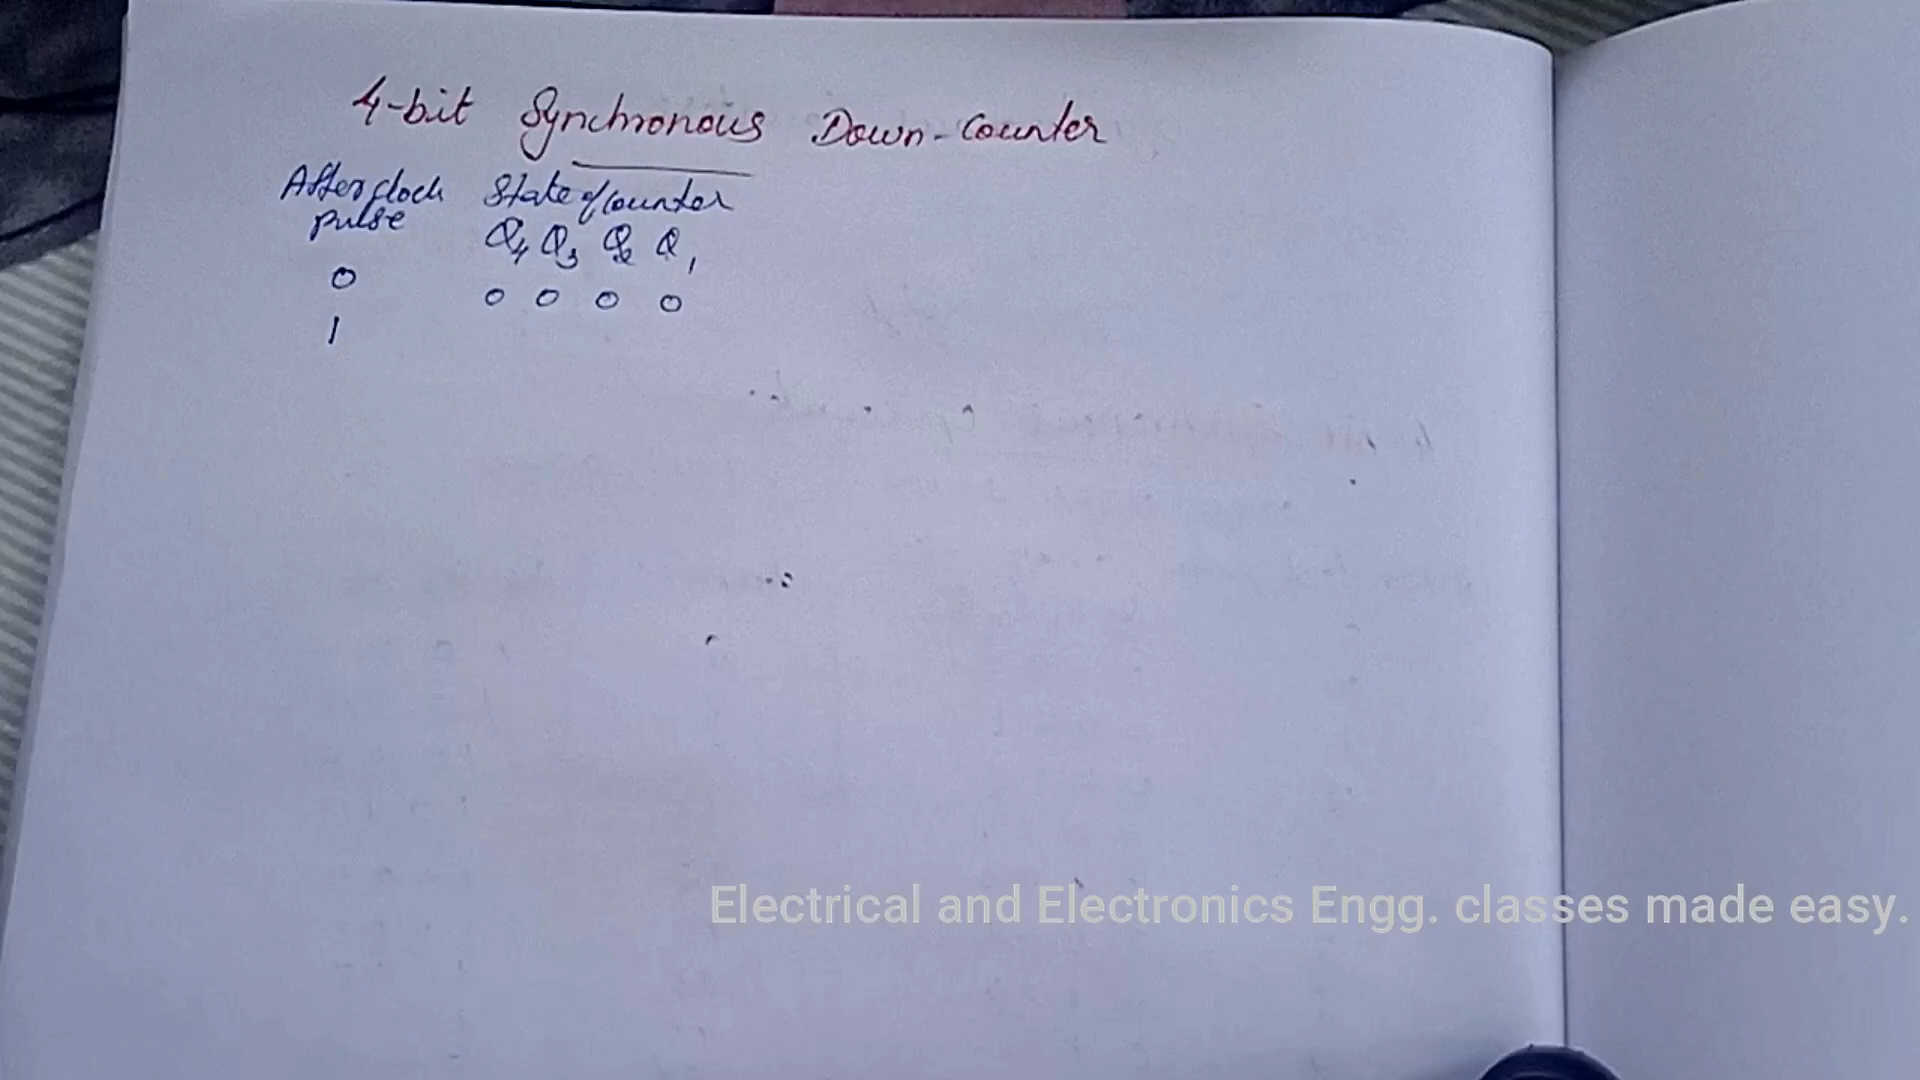 4-bit Synchronous Down-Counter
After clock State of counter
pulse
Q4 Q3 Q2 Q1
0 0 0 0 0
1
Electrical and Electronics Engg. classes made easy.